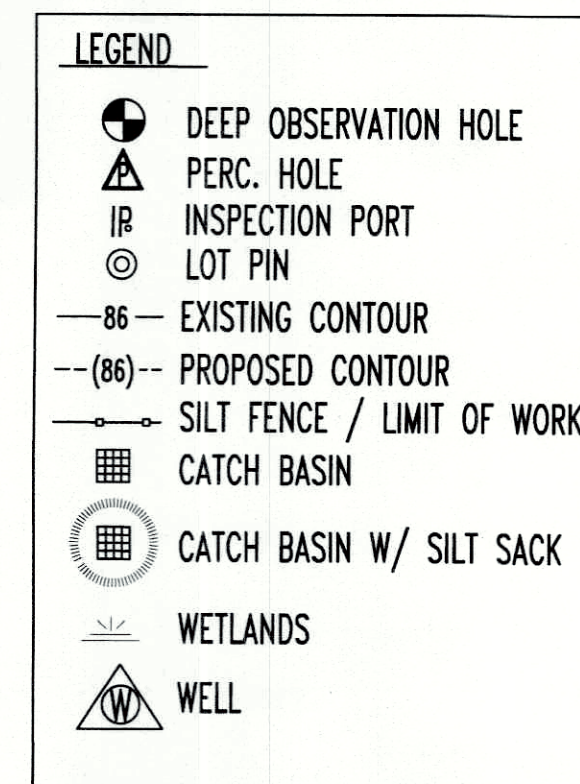 LEGEND
DEEP OBSERVATION HOLE
P PERC. HOLE
IP INSPECTION PORT
LOT PIN
86 EXISTING CONTOUR
(86) PROPOSED CONTOUR
SILT FENCE / LIMIT OF WORK
CATCH BASIN
CATCH BASIN W/ SILT SACK
WETLANDS
W WELL